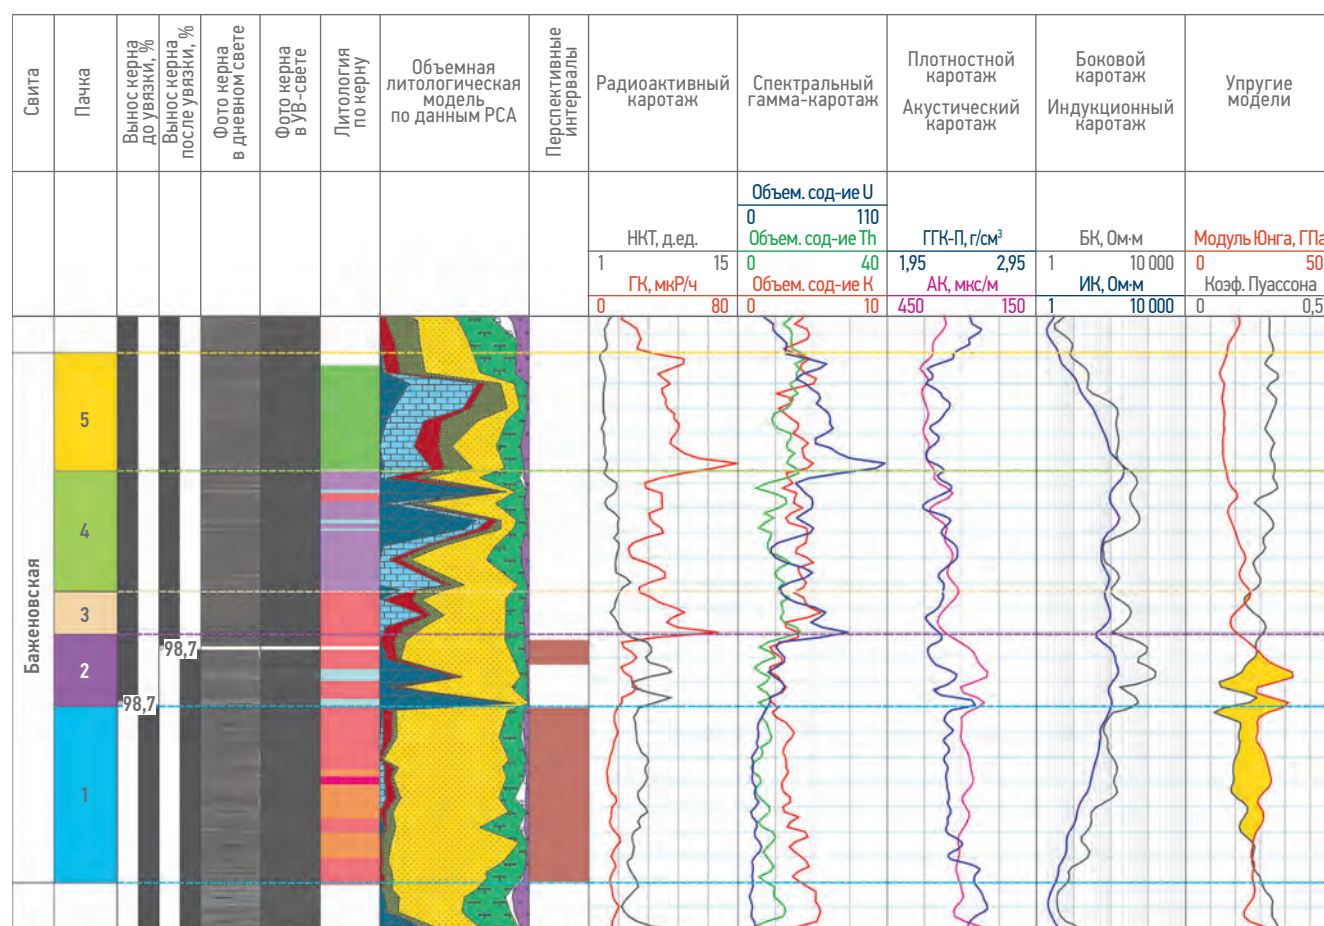 Свита
Пачка
Вынос керна
до увязки, %
Вынос керна
после увязки, %
Фото керна
в дневном свете
Фото керна
в УВ-свете
Литология
по керну
Объемная
литологическая
модель
по данным РСА
Перспективные
интервалы
Радиоактивный
каротаж
Спектральный
гамма-каротаж
Плотностной
каротаж
Акустический
каротаж
Боковой
каротаж
Индукционный
каротаж
Упругие
модели
НКТ, д.ед.
1 15
ГК, мкР/ч
0 80
Объем. сод-ие U
0 110
Объем. сод-ие Th
0 40
Объем. сод-ие К
0 10
ГГК-П, г/см³
1,95 2,95
АК, мкс/м
450 150
БК, Ом·м
1 10 000
ИК, Ом·м
1 10 000
Модуль Юнга, ГПа
0 50
Коэф. Пуассона
0 0,5
Баженовская
5
4
3
2
1
98,7
98,7